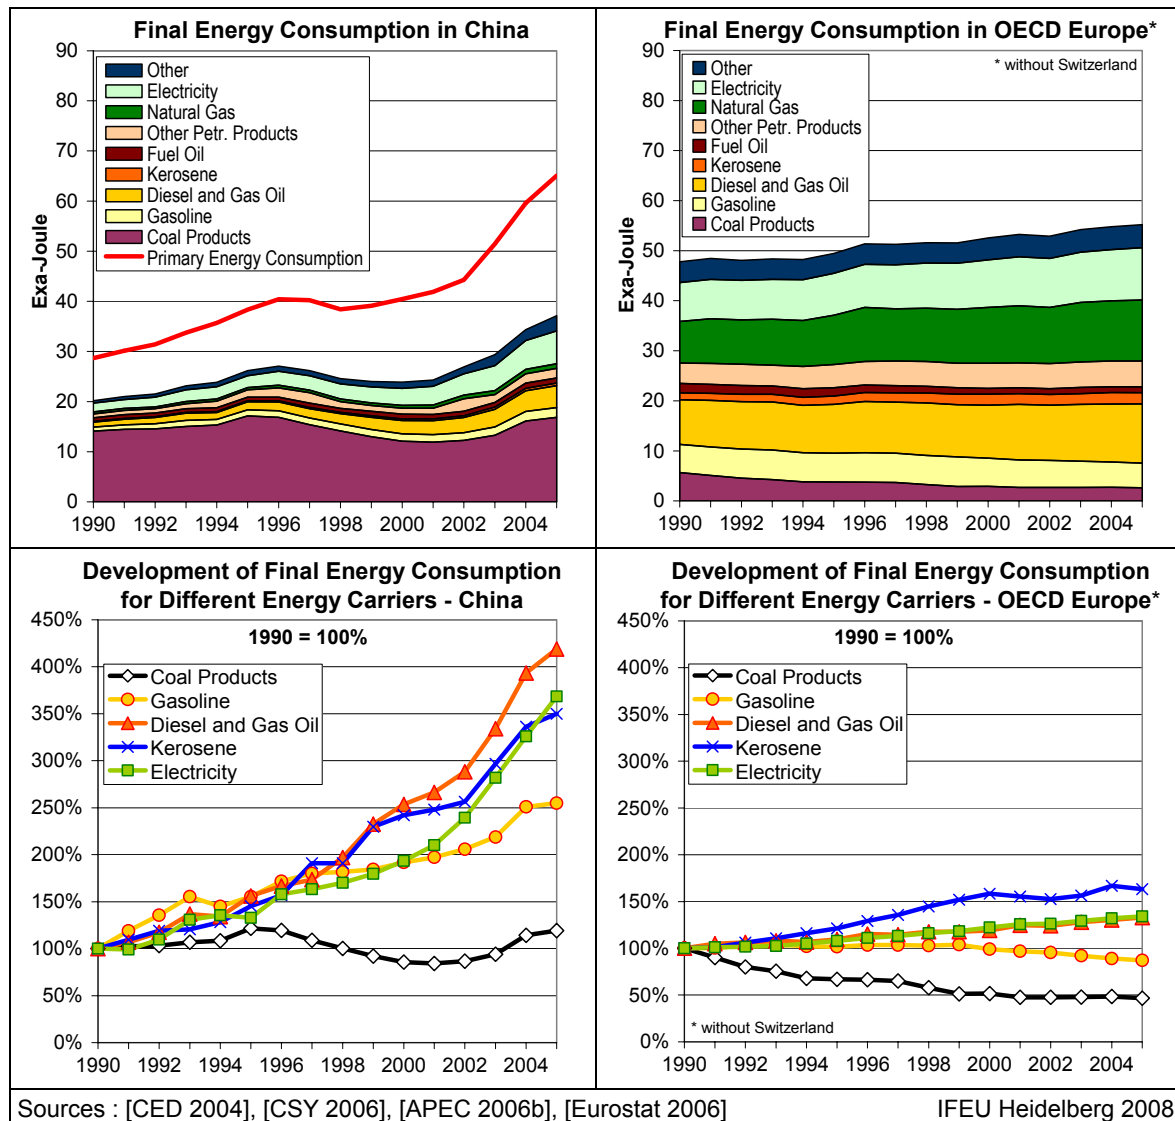 Final Energy Consumption in China
90
80
70
60
50
40
30
20
10
0
Exa-Joule
Other
Electricity
Natural Gas
Other Petr. Products
Fuel Oil
Kerosene
Diesel and Gas Oil
Gasoline
Coal Products
Primary Energy Consumption
1990 1992 1994 1996 1998 2000 2002 2004
Final Energy Consumption in OECD Europe*
* without Switzerland
90
80
70
60
50
40
30
20
10
0
Other
Electricity
Natural Gas
Other Petr. Products
Fuel Oil
Kerosene
Diesel and Gas Oil
Gasoline
Coal Products
1990 1992 1994 1996 1998 2000 2002 2004
Development of Final Energy Consumption
for Different Energy Carriers - China
1990 = 100%
450%
400%
350%
300%
250%
200%
150%
100%
50%
0%
Coal Products
Gasoline
Diesel and Gas Oil
Kerosene
Electricity
1990 1992 1994 1996 1998 2000 2002 2004
Development of Final Energy Consumption
for Different Energy Carriers - OECD Europe*
1990 = 100%
450%
400%
350%
300%
250%
200%
150%
100%
50%
0%
Coal Products
Gasoline
Diesel and Gas Oil
Kerosene
Electricity
* without Switzerland
1990 1992 1994 1996 1998 2000 2002 2004
Sources : [CED 2004], [CSY 2006], [APEC 2006b], [Eurostat 2006] IFEU Heidelberg 2008